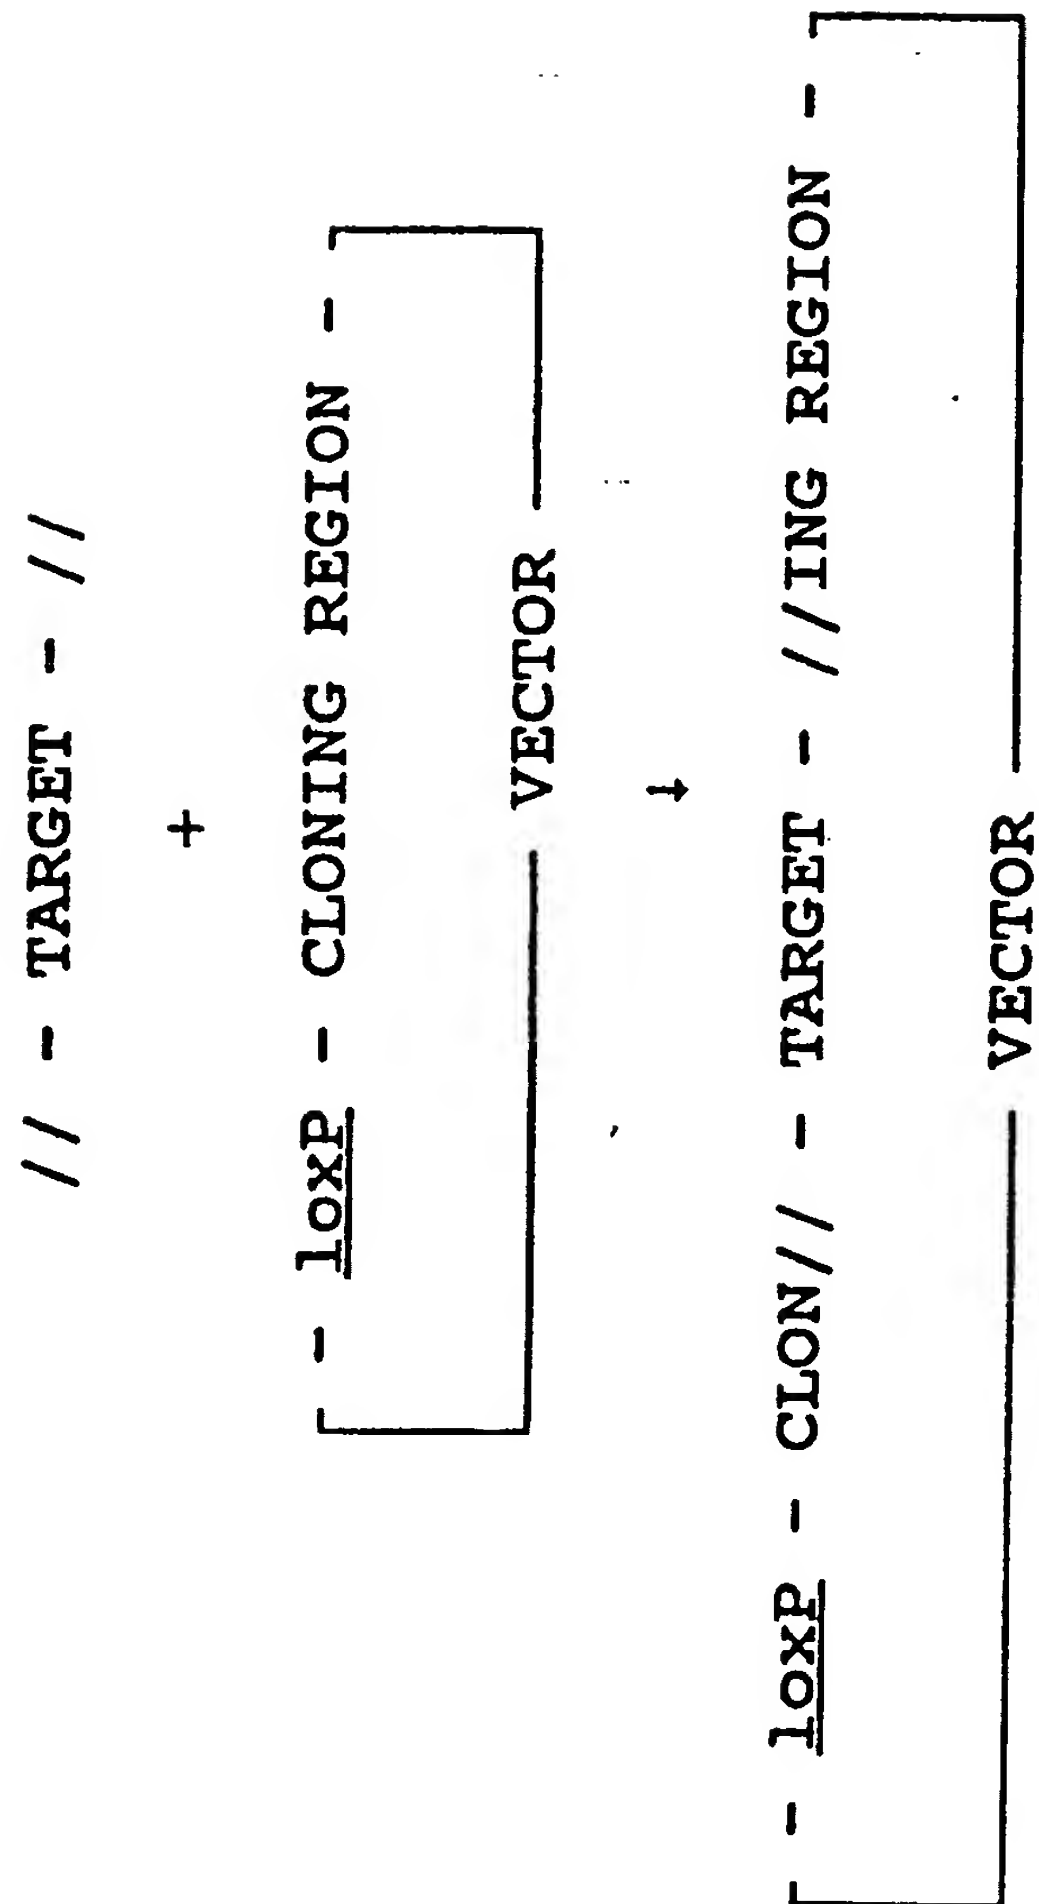 // - TARGET - //
+
- loxP - CLONING REGION -
VECTOR
↓
- loxP - CLON// - TARGET - //ING REGION -
VECTOR